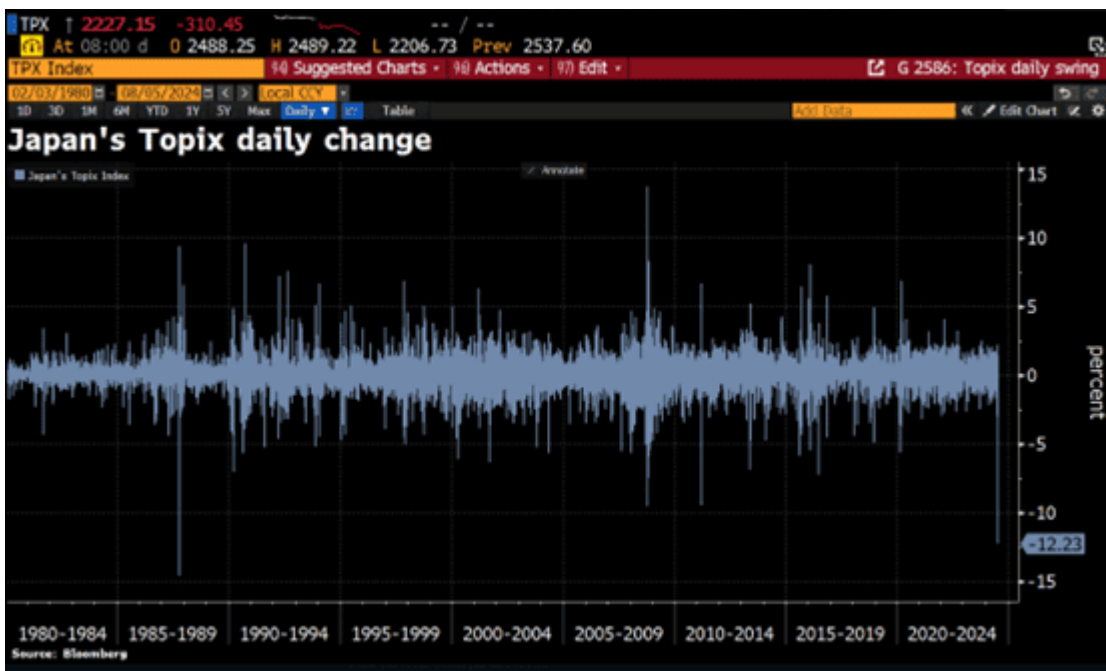 TPX ↑ 2227.15 -310.45 -- / --
At 08:00 d O 2488.25 H 2489.22 L 2206.73 Prev 2537.60
TPX Index 94) Suggested Charts 96) Actions 97) Edit G 2586: Topix daily swing
02/03/1980 - 08/05/2024 < > Local CCY
1D 3D 1M 6M YTD 1Y 5Y Max Daily ▼ Table Add Data « Edit Chart
Japan's Topix daily change
Japan's Topix Index
Annotate
15
10
5
0
-5
-10
-12.23
-15
percent
1980-1984 1985-1989 1990-1994 1995-1999 2000-2004 2005-2009 2010-2014 2015-2019 2020-2024
Source: Bloomberg